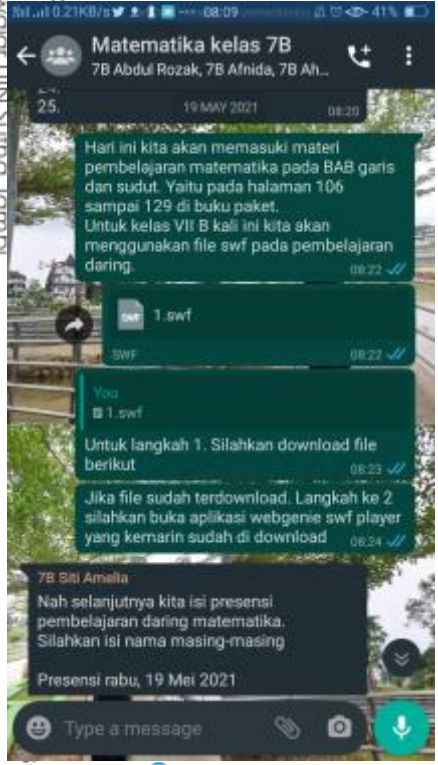 0.21KB/s
08:09
41%
Matematika kelas 7B
7B Abdul Rozak, 7B Afnida, 7B Ah...
25.
19 MAY 2021
08:20
Hari ini kita akan memasuki materi
pembelajaran matematika pada BAB garis
dan sudut. Yaitu pada halaman 106
sampai 129 di buku paket.
Untuk kelas VII B kali ini kita akan
menggunakan file swf pada pembelajaran
daring.
08:22
1.swf
SWF
08:22
You
1.swf
Untuk langkah 1. Silahkan download file
berikut
08:23
Jika file sudah terdownload. Langkah ke 2
silahkan buka aplikasi webgenie swf player
yang kemarin sudah di download
08:24
7B Siti Amelia
Nah selanjutnya kita isi presensi
pembelajaran daring matematika.
Silahkan isi nama masing-masing
Presensi rabu, 19 Mei 2021
Type a message